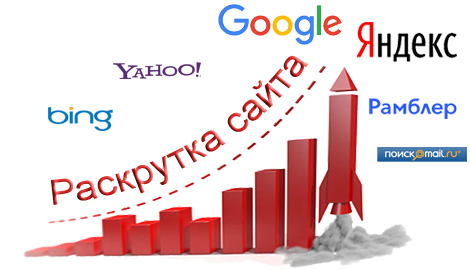 Google
Яндекс
YAHOO!
Рамблер
bing
поиск@mail.ru
Раскрутка сайта